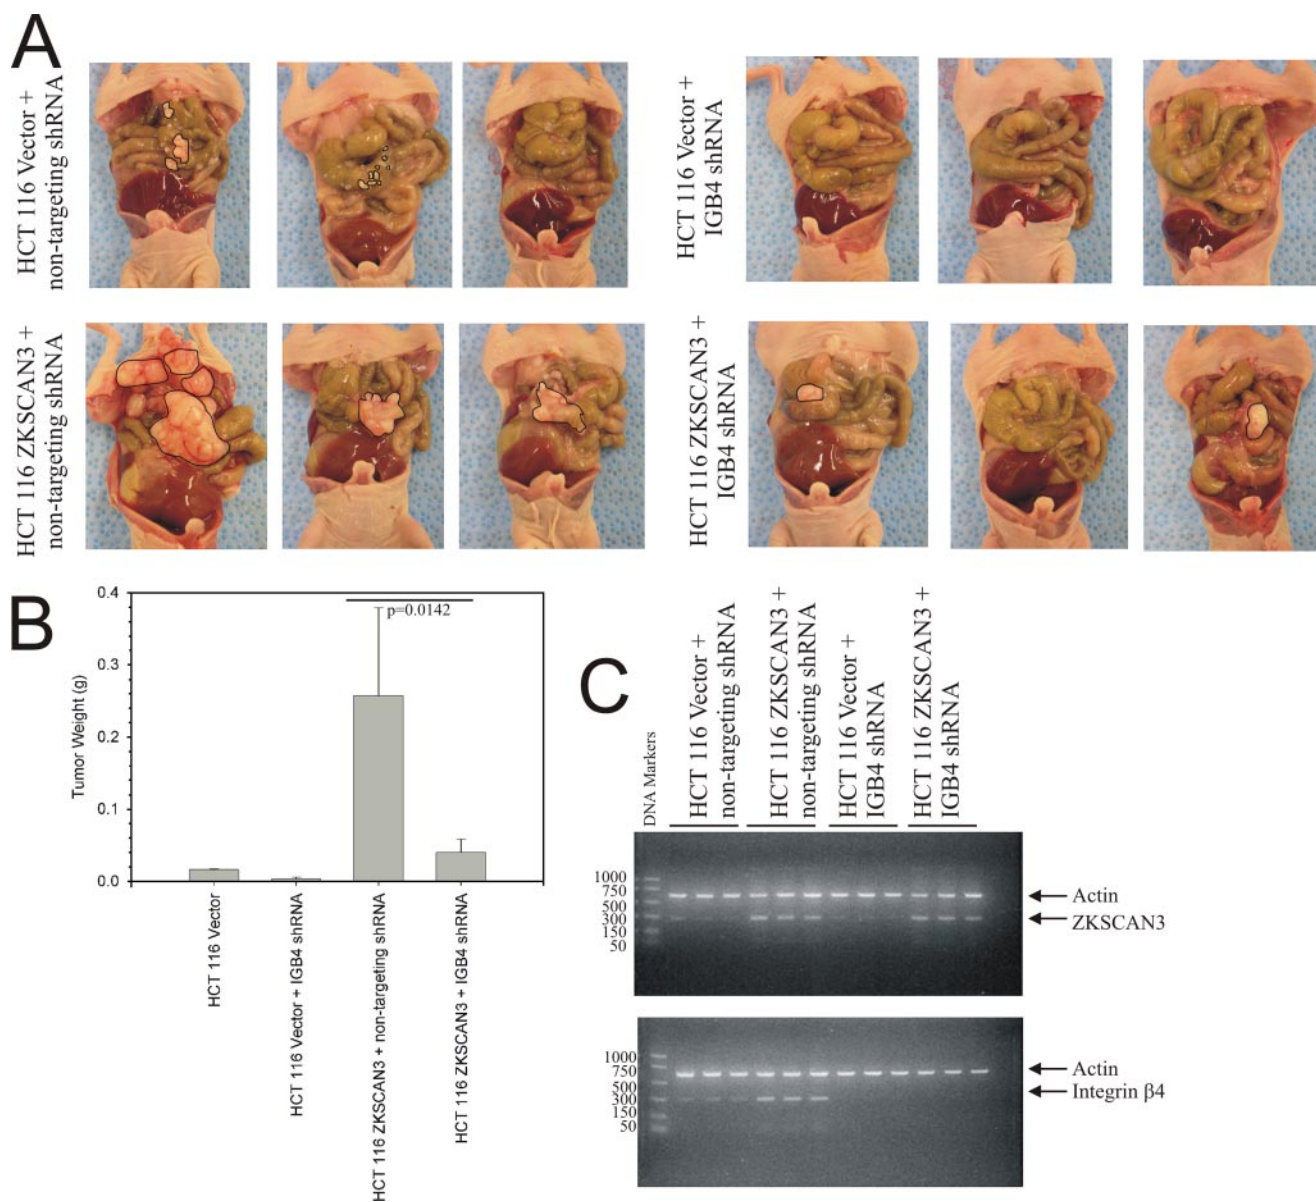 A
HCT 116 Vector +
non-targeting shRNA
HCT 116 Vector +
IGB4 shRNA
HCT 116 ZKSCAN3 +
non-targeting shRNA
HCT 116 ZKSCAN3 +
IGB4 shRNA
B
Tumor Weight (g)
0.4
0.3
0.2
0.1
0.0
p=0.0142
HCT 116 Vector
HCT 116 Vector + IGB4 shRNA
HCT 116 ZKSCAN3 + non-targeting shRNA
HCT 116 ZKSCAN3 + IGB4 shRNA
C
DNA Markers
HCT 116 Vector +
non-targeting shRNA
HCT 116 ZKSCAN3 +
non-targeting shRNA
HCT 116 Vector +
IGB4 shRNA
HCT 116 ZKSCAN3 +
IGB4 shRNA
1000
750
500
300
150
50
Actin
ZKSCAN3
1000
750
500
300
150
50
Actin
Integrin β4